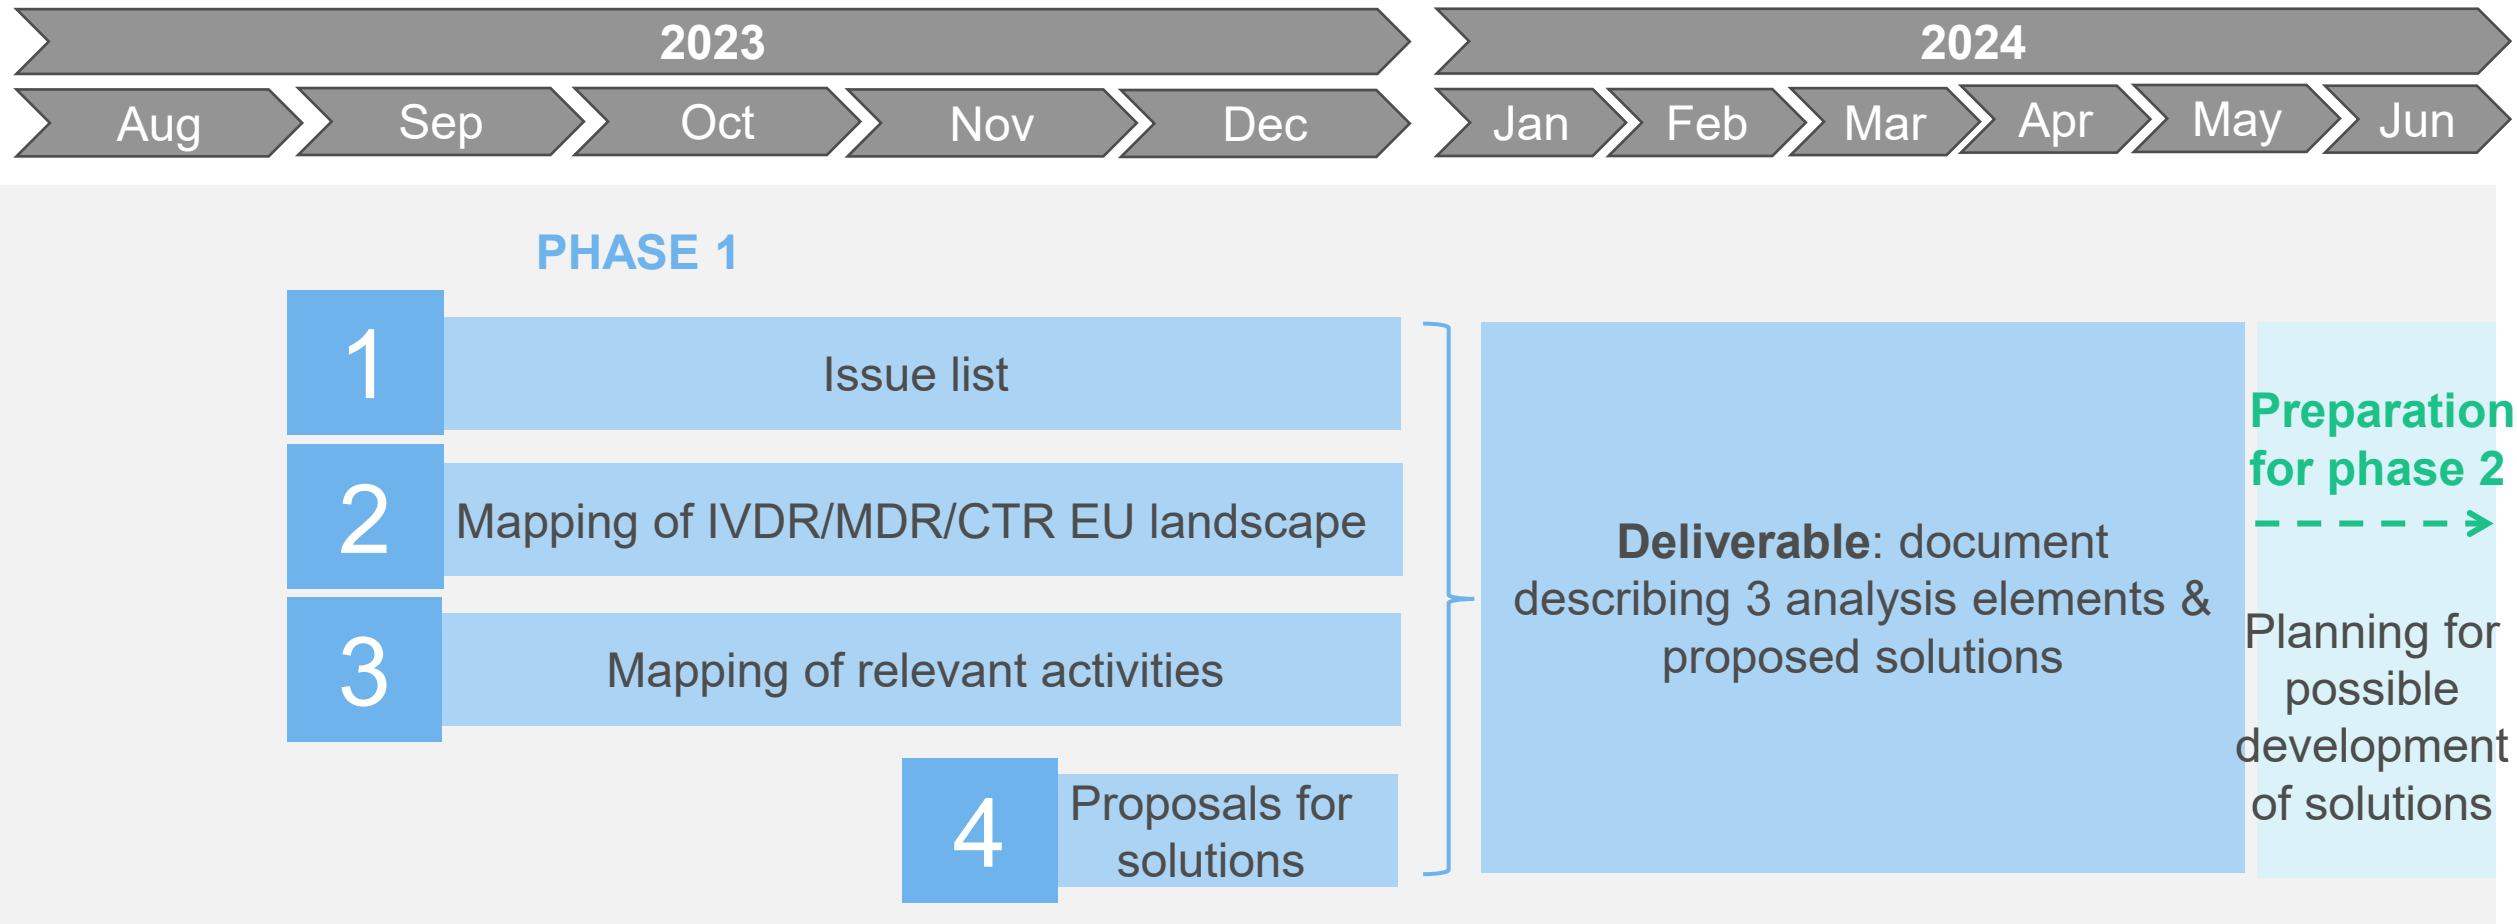 2023
2024
Aug
Sep
Oct
Nov
Dec
Jan
Feb
Mar
Apr
May
Jun
PHASE 1
1
Issue list
2
Mapping of IVDR/MDR/CTR EU landscape
3
Mapping of relevant activities
4
Proposals for
solutions
Deliverable: document
describing 3 analysis elements &
proposed solutions
Preparation
for phase 2
Planning for
possible
development
of solutions